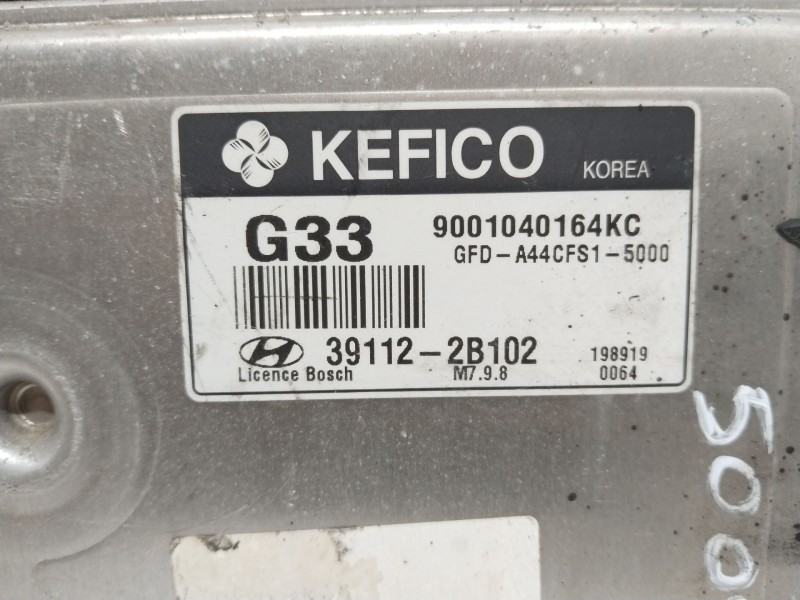 KEFICO KOREA
G33 9001040164KC
GFD-A44CFS1-5000
39112-2B102 198919
Licence Bosch M7.9.8 0064
500